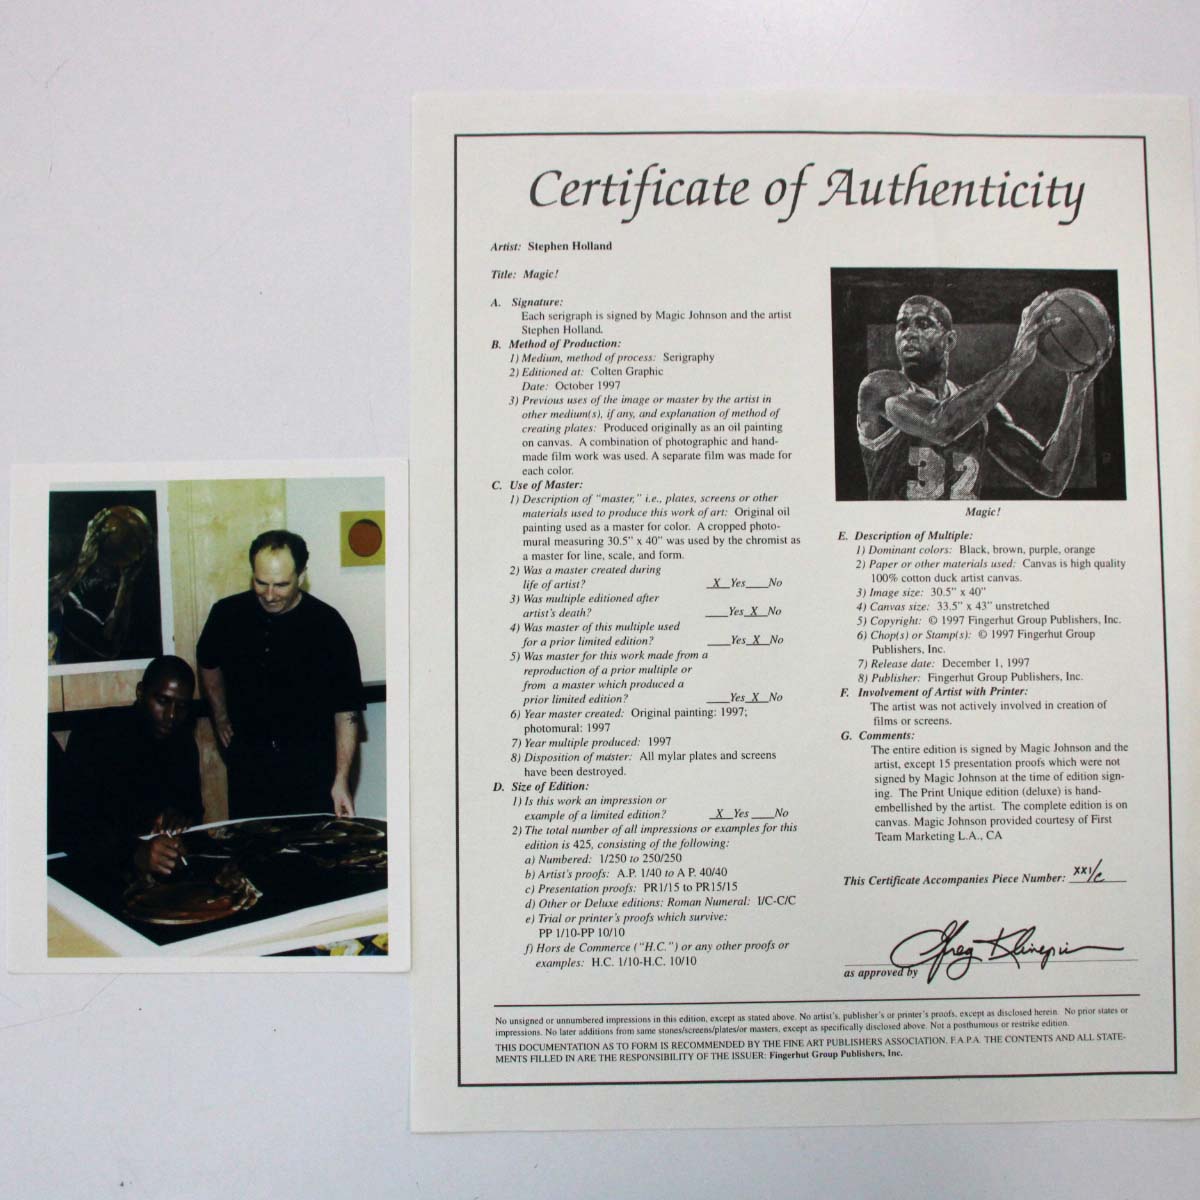 Certificate of Authenticity
Artist: Stephen Holland
Title: Magic!
A. Signature:
Each serigraph is signed by Magic Johnson and the artist
Stephen Holland.
B. Method of Production:
1) Medium, method of process: Serigraphy
2) Editioned at: Colten Graphic
Date: October 1997
3) Previous uses of the image or master by the artist in
other medium(s), if any, and explanation of method of
creating plates: Produced originally as an oil painting
on canvas. A combination of photographic and hand-
made film work was used. A separate film was made for
each color.
C. Use of Master:
1) Description of "master," i.e., plates, screens or other
materials used to produce this work of art: Original oil
painting used as a master for color. A cropped photo-
mural measuring 30.5" x 40" was used by the chromist as
a master for line, scale, and form.
2) Was a master created during
life of artist? _X_Yes___No
3) Was multiple editioned after
artist's death? ___Yes_X_No
4) Was master of this multiple used
for a prior limited edition? ___Yes_X_No
5) Was master for this work made from a
reproduction of a prior multiple or
from a master which produced a
prior limited edition? ___Yes_X_No
6) Year master created: Original painting: 1997;
photomural: 1997
7) Year multiple produced: 1997
8) Disposition of master: All mylar plates and screens
have been destroyed.
D. Size of Edition:
1) Is this work an impression or
example of a limited edition? _X_Yes___No
2) The total number of all impressions or examples for this
edition is 425, consisting of the following:
a) Numbered: 1/250 to 250/250
b) Artist's proofs: A.P. 1/40 to A P. 40/40
c) Presentation proofs: PR1/15 to PR15/15
d) Other or Deluxe editions: Roman Numeral: I/C-C/C
e) Trial or printer's proofs which survive:
PP 1/10-PP 10/10
f) Hors de Commerce ("H.C.") or any other proofs or
examples: H.C. 1/10-H.C. 10/10
32
Magic!
E. Description of Multiple:
1) Dominant colors: Black, brown, purple, orange
2) Paper or other materials used: Canvas is high quality
100% cotton duck artist canvas.
3) Image size: 30.5" x 40"
4) Canvas size: 33.5" x 43" unstretched
5) Copyright: © 1997 Fingerhut Group Publishers, Inc.
6) Chop(s) or Stamp(s): © 1997 Fingerhut Group
Publishers, Inc.
7) Release date: December 1, 1997
8) Publisher: Fingerhut Group Publishers, Inc.
F. Involvement of Artist with Printer:
The artist was not actively involved in creation of
films or screens.
G. Comments:
The entire edition is signed by Magic Johnson and the
artist, except 15 presentation proofs which were not
signed by Magic Johnson at the time of edition sign-
ing. The Print Unique edition (deluxe) is hand-
embellished by the artist. The complete edition is on
canvas. Magic Johnson provided courtesy of First
Team Marketing L.A., CA
This Certificate Accompanies Piece Number: XXI/C
as approved by
No unsigned or unnumbered impressions in this edition, except as stated above. No artist's, publisher's or printer's proofs, except as disclosed herein. No prior states or
impressions. No later additions from same stones/screens/plates/or masters, except as specifically disclosed above. Not a posthumous or restrike edition.
THIS DOCUMENTATION AS TO FORM IS RECOMMENDED BY THE FINE ART PUBLISHERS ASSOCIATION. F.A.P.A. THE CONTENTS AND ALL STATE-
MENTS FILLED IN ARE THE RESPONSIBILITY OF THE ISSUER: Fingerhut Group Publishers, Inc.